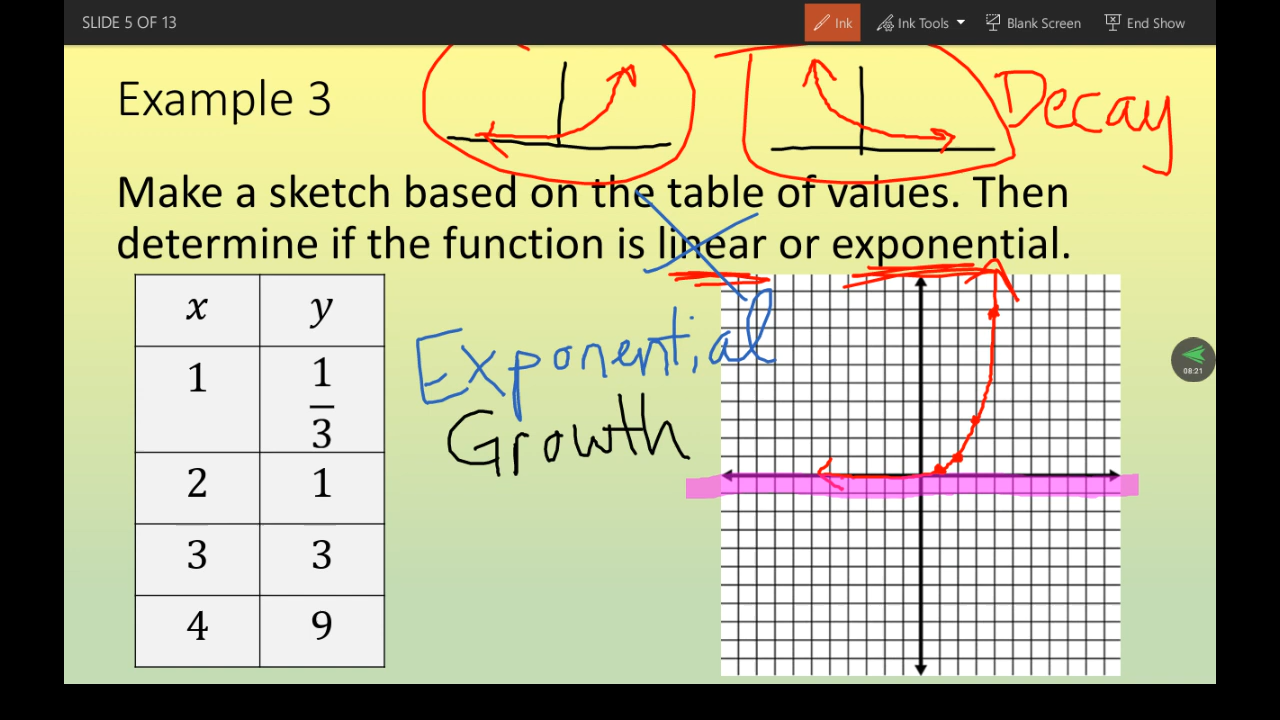 SLIDE 5 OF 13 Ink Ink Tools Blank Screen End Show
Example 3
Decay
Make a sketch based on the table of values. Then
determine if the function is linear or exponential.
x y
1 1/3
2 1
3 3
4 9
Exponential
Growth
08:21